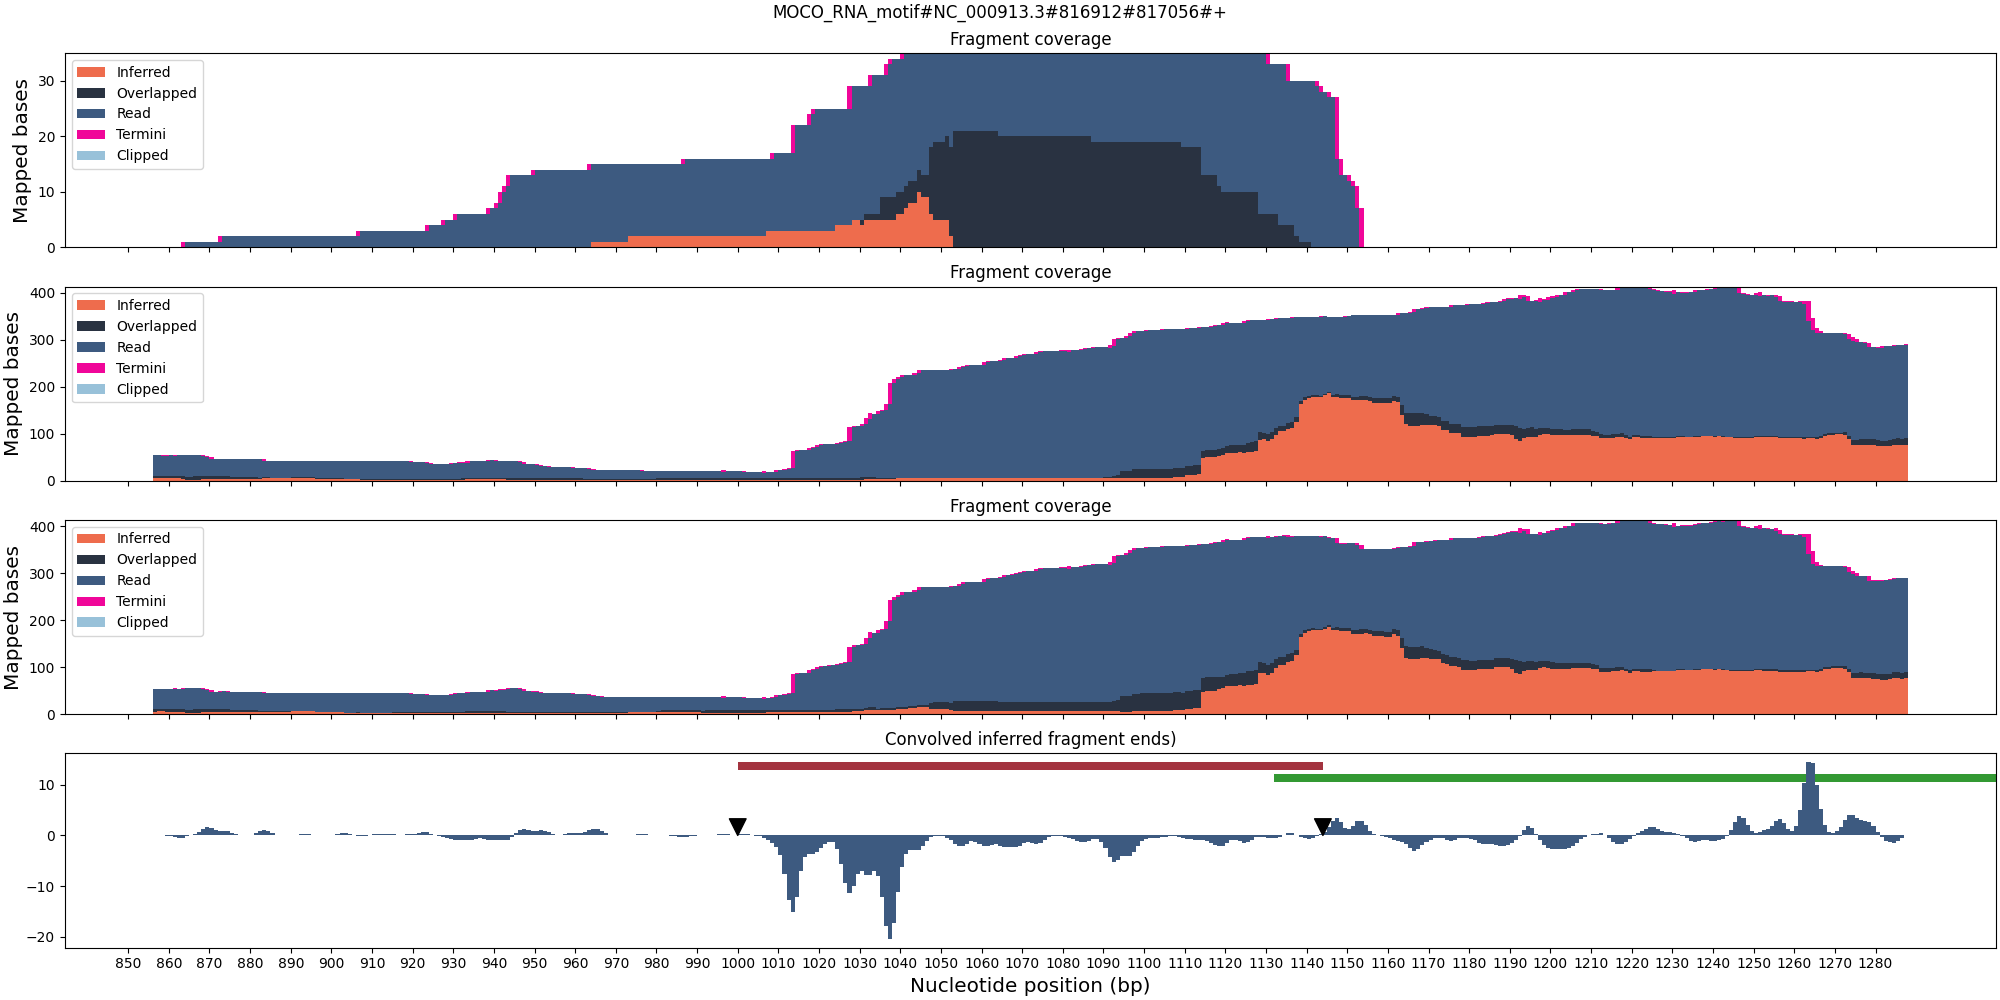 MOCO_RNA_motif#NC_000913.3#816912#817056#+
Fragment coverage
Mapped bases
30
20
10
0
Inferred
Overlapped
Read
Termini
Clipped
Fragment coverage
Mapped bases
400
300
200
100
0
Inferred
Overlapped
Read
Termini
Clipped
Fragment coverage
Mapped bases
400
300
200
100
0
Inferred
Overlapped
Read
Termini
Clipped
Convolved inferred fragment ends)
10
0
−10
−20
850 860 870 880 890 900 910 920 930 940 950 960 970 980 990 1000 1010 1020 1030 1040 1050 1060 1070 1080 1090 1100 1110 1120 1130 1140 1150 1160 1170 1180 1190 1200 1210 1220 1230 1240 1250 1260 1270 1280
Nucleotide position (bp)